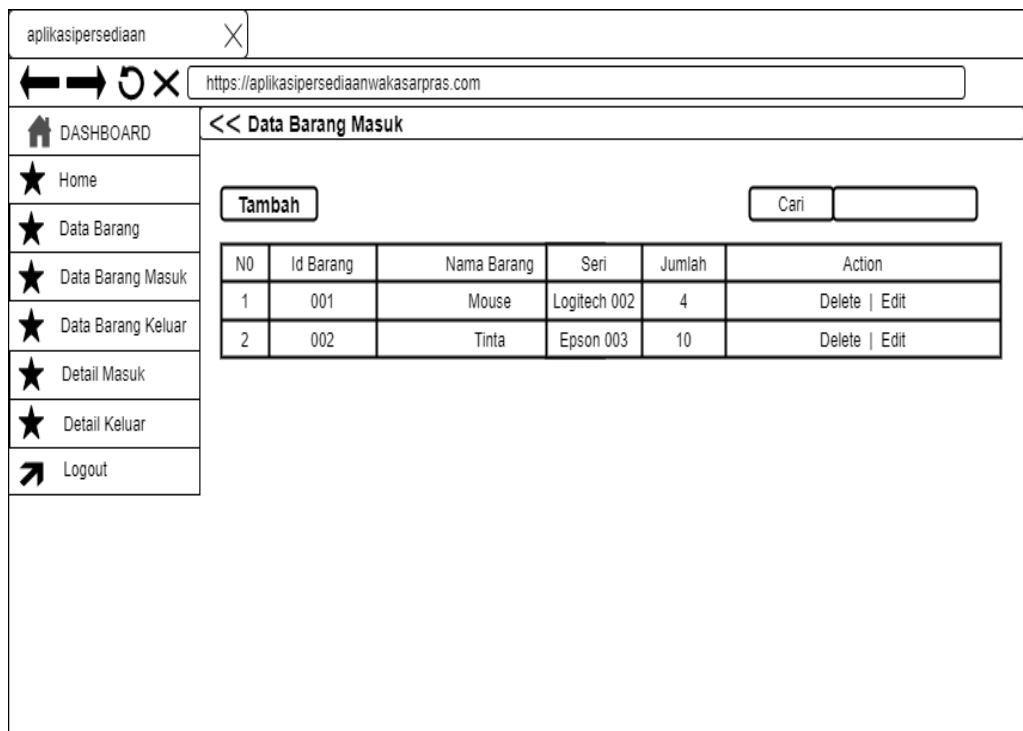 aplikasipersediaan
https://aplikasipersediaanwakasarpras.com
DASHBOARD
Home
Data Barang
Data Barang Masuk
Data Barang Keluar
Detail Masuk
Detail Keluar
Logout
<< Data Barang Masuk
Tambah
Cari
N0 Id Barang Nama Barang Seri Jumlah Action
1 001 Mouse Logitech 002 4 Delete | Edit
2 002 Tinta Epson 003 10 Delete | Edit